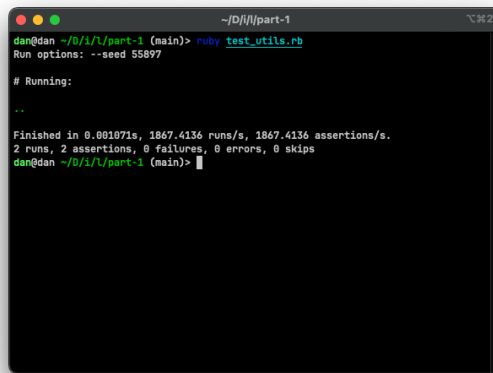 ~/D/i/l/part-1
⌥⌘2
dan@dan ~/D/i/l/part-1 (main)> ruby test_utils.rb
Run options: --seed 55897
# Running:
..
Finished in 0.001071s, 1867.4136 runs/s, 1867.4136 assertions/s.
2 runs, 2 assertions, 0 failures, 0 errors, 0 skips
dan@dan ~/D/i/l/part-1 (main)>